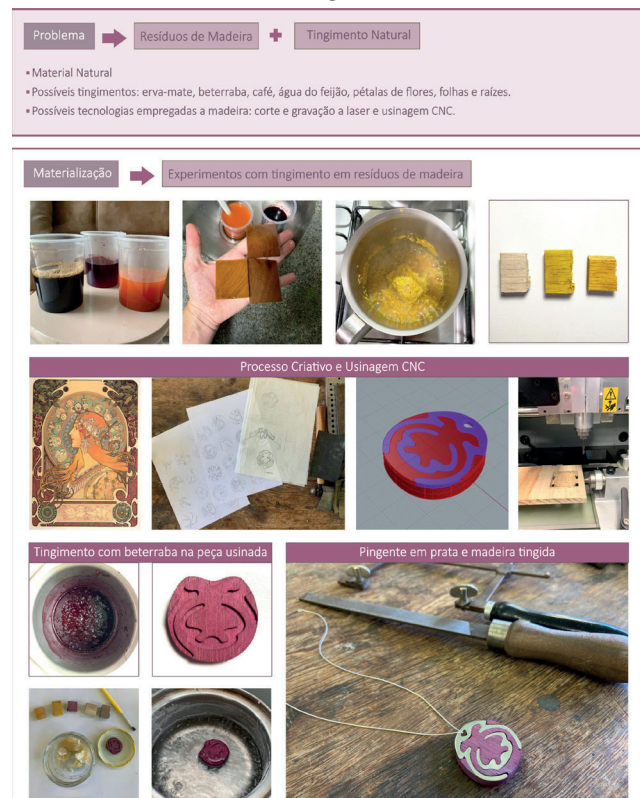 Problema
Resíduos de Madeira + Tingimento Natural
▪ Material Natural
▪ Possíveis tingimentos: erva-mate, beterraba, café, água do feijão, pétalas de flores, folhas e raízes.
▪ Possíveis tecnologias empregadas a madeira: corte e gravação a laser e usinagem CNC.
Materialização
Experimentos com tingimento em resíduos de madeira
Processo Criativo e Usinagem CNC
Tingimento com beterraba na peça usinada
Pingente em prata e madeira tingida